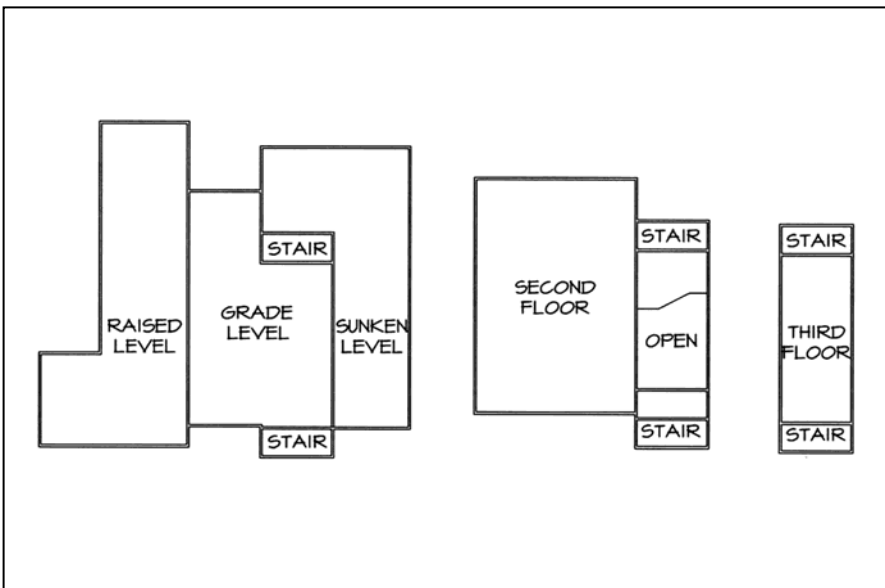 STAIR
GRADE
LEVEL
RAISED
LEVEL
SUNKEN
LEVEL
STAIR
STAIR
SECOND
FLOOR
OPEN
STAIR
STAIR
THIRD
FLOOR
STAIR